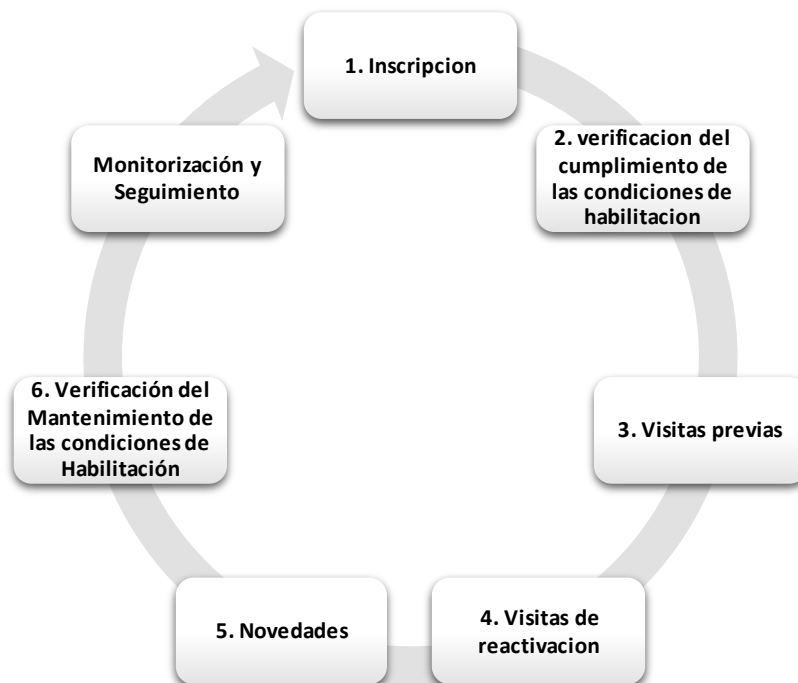 1. Inscripcion
2. verificacion del
cumplimiento de
las condiciones de
habilitacion
3. Visitas previas
4. Visitas de
reactivacion
5. Novedades
6. Verificación del
Mantenimiento de
las condiciones de
Habilitación
Monitorización y
Seguimiento